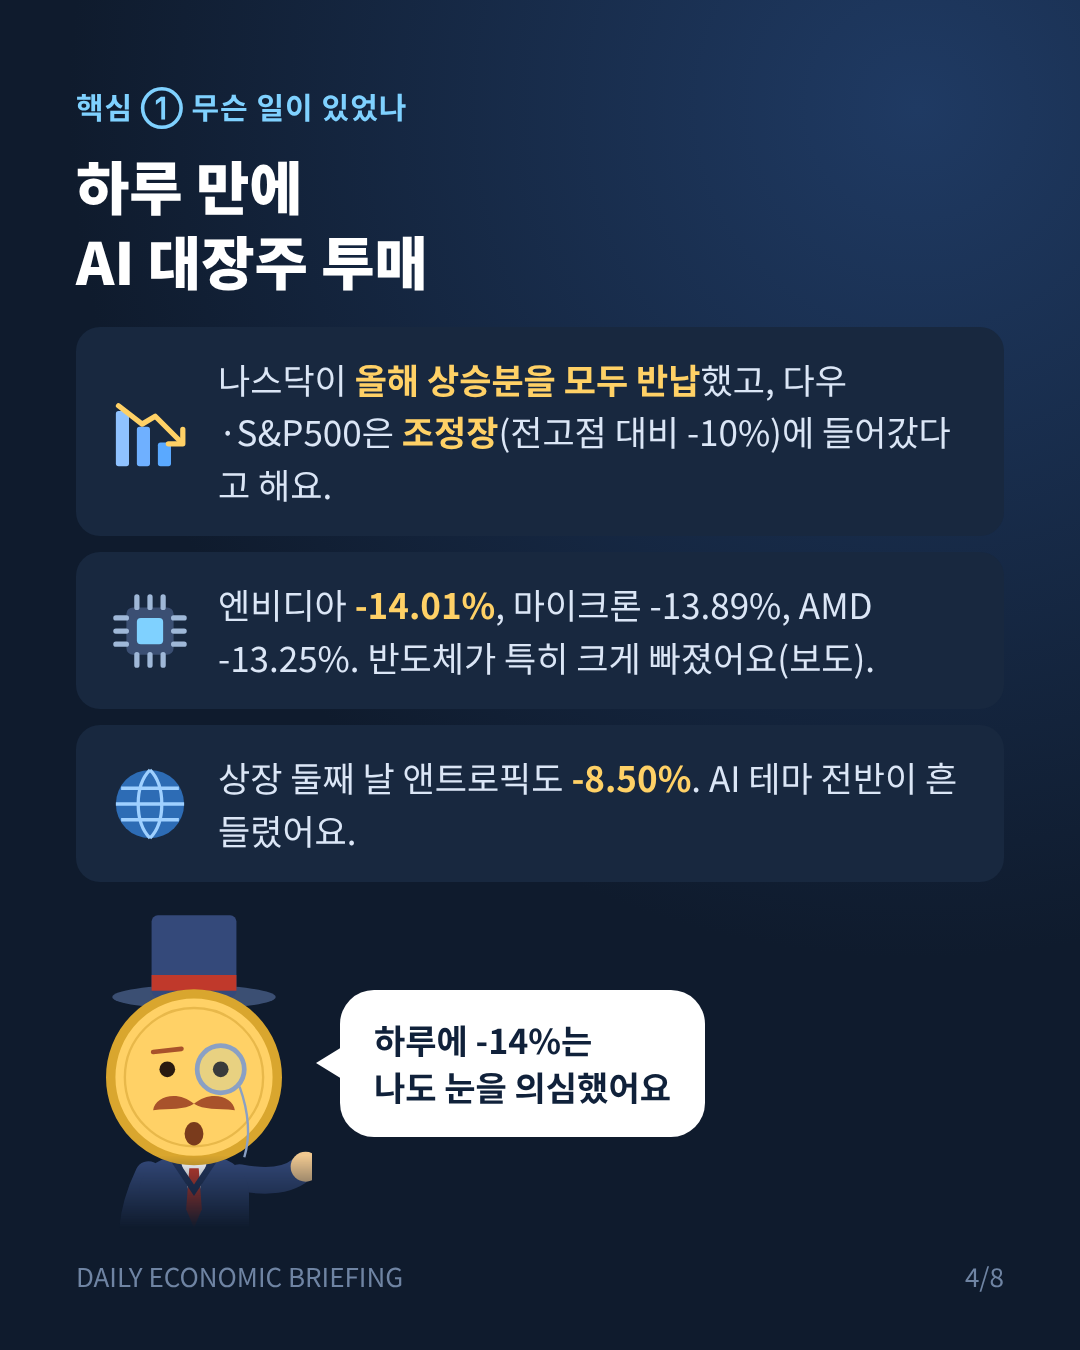 핵심 ① 무슨 일이 있었나
하루 만에
AI 대장주 투매
나스닥이 올해 상승분을 모두 반납했고, 다우
·S&P500은 조정장(전고점 대비 -10%)에 들어갔다
고 해요.
엔비디아 -14.01%, 마이크론 -13.89%, AMD
-13.25%. 반도체가 특히 크게 빠졌어요(보도).
상장 둘째 날 앤트로픽도 -8.50%. AI 테마 전반이 흔
들렸어요.
하루에 -14%는
나도 눈을 의심했어요
DAILY ECONOMIC BRIEFING
4/8